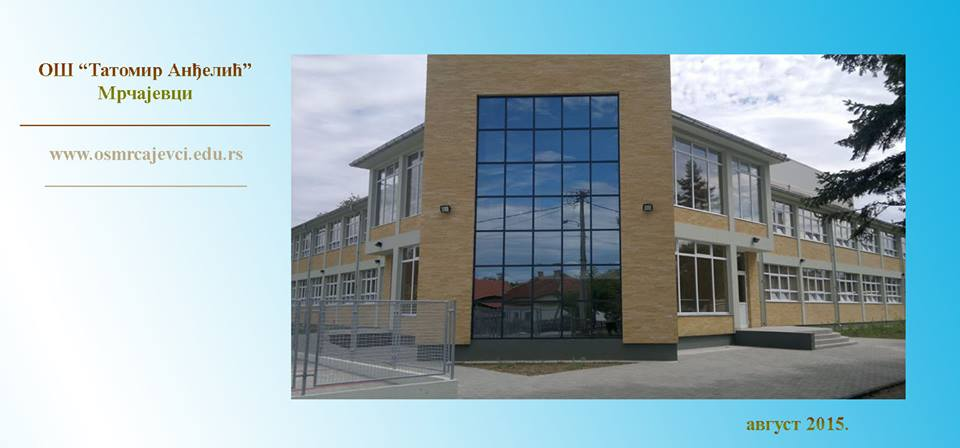 ОШ “Татомир Анђелић”
Мрчајевци
www.osmrcajevci.edu.rs
август 2015.